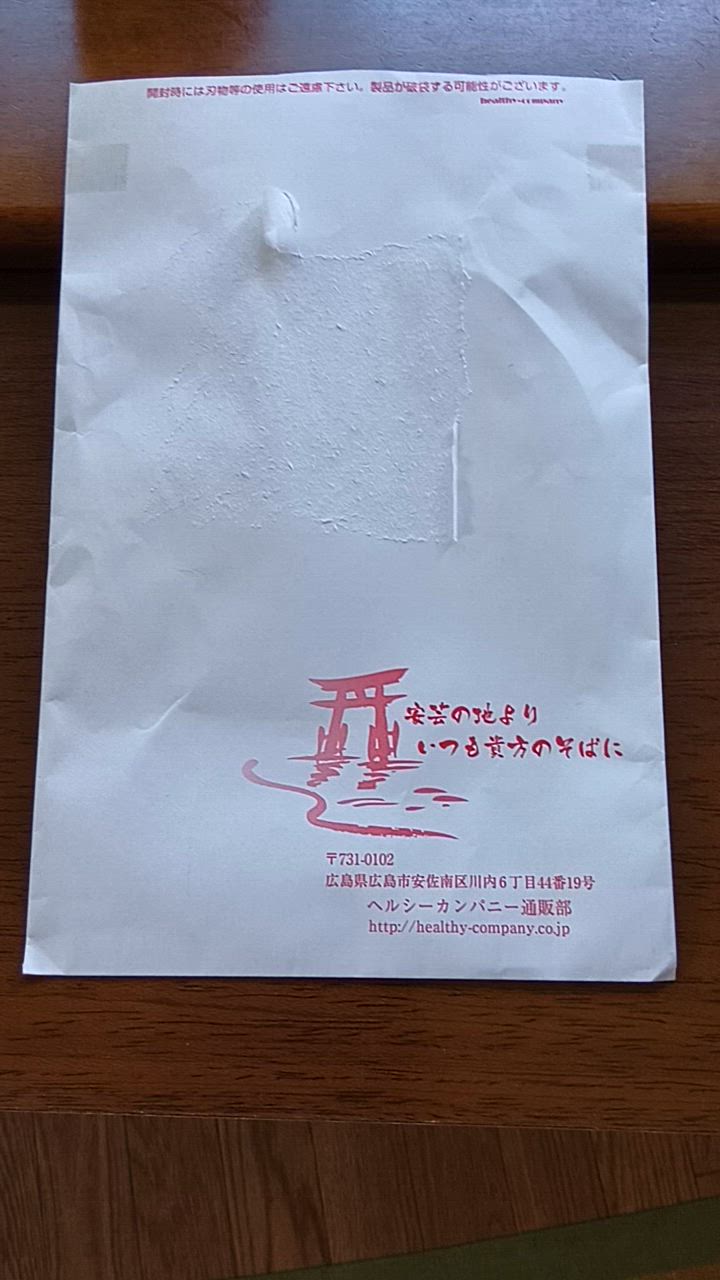 開封時には刃物等の使用はご遠慮下さい。製品が破袋する可能性がございます。
healthy-company
安芸の地より
いつも貴方のそばに
〒731-0102
広島県広島市安佐南区川内6丁目44番19号
ヘルシーカンパニー通販部
http://healthy-company.co.jp